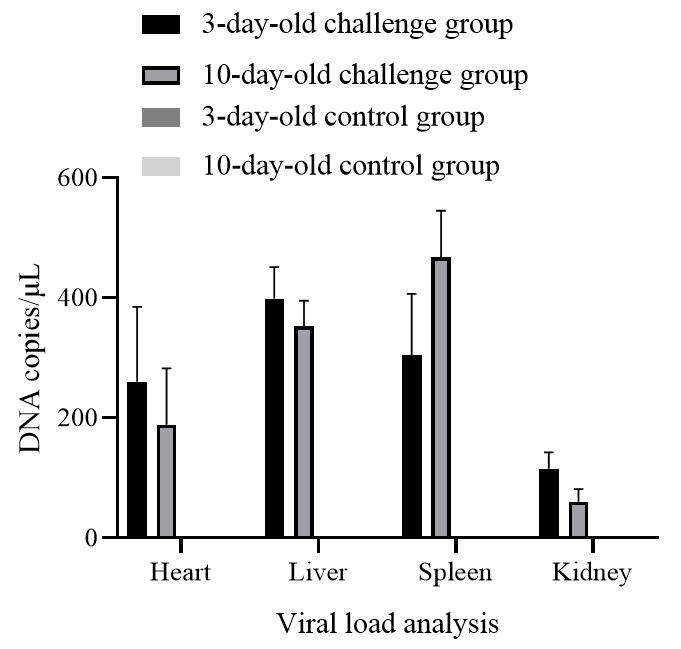 3-day-old challenge group
10-day-old challenge group
3-day-old control group
10-day-old control group
600
400
200
0
DNA copies/μL
Heart Liver Spleen Kidney
Viral load analysis